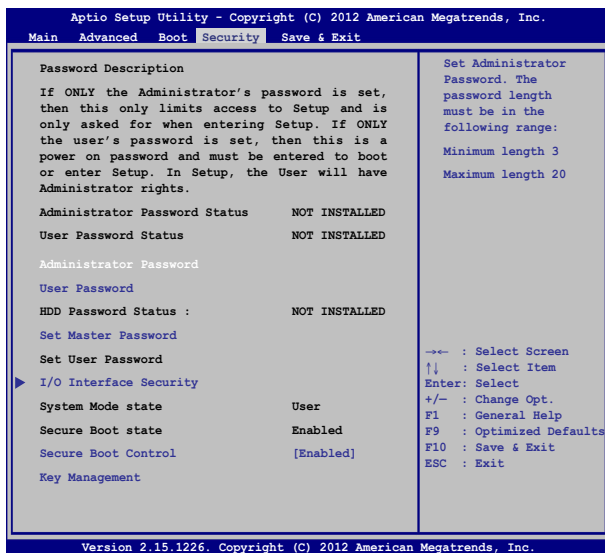 Aptio Setup Utility - Copyright (C) 2012 American Megatrends, Inc.
Main Advanced Boot Security Save & Exit
Password Description
If ONLY the Administrator's password is set,
then this only limits access to Setup and is
only asked for when entering Setup. If ONLY
the user's password is set, then this is a
power on password and must be entered to boot
or enter Setup. In Setup, the User will have
Administrator rights.
Administrator Password Status NOT INSTALLED
User Password Status NOT INSTALLED
Administrator Password
User Password
HDD Password Status : NOT INSTALLED
Set Master Password
Set User Password
I/O Interface Security
System Mode state User
Secure Boot state Enabled
Secure Boot Control [Enabled]
Key Management
Set Administrator
Password. The
password length
must be in the
following range:
Minimum length 3
Maximum length 20
→← : Select Screen
↑↓ : Select Item
Enter: Select
+/— : Change Opt.
F1 : General Help
F9 : Optimized Defaults
F10 : Save & Exit
ESC : Exit
Version 2.15.1226. Copyright (C) 2012 American Megatrends, Inc.